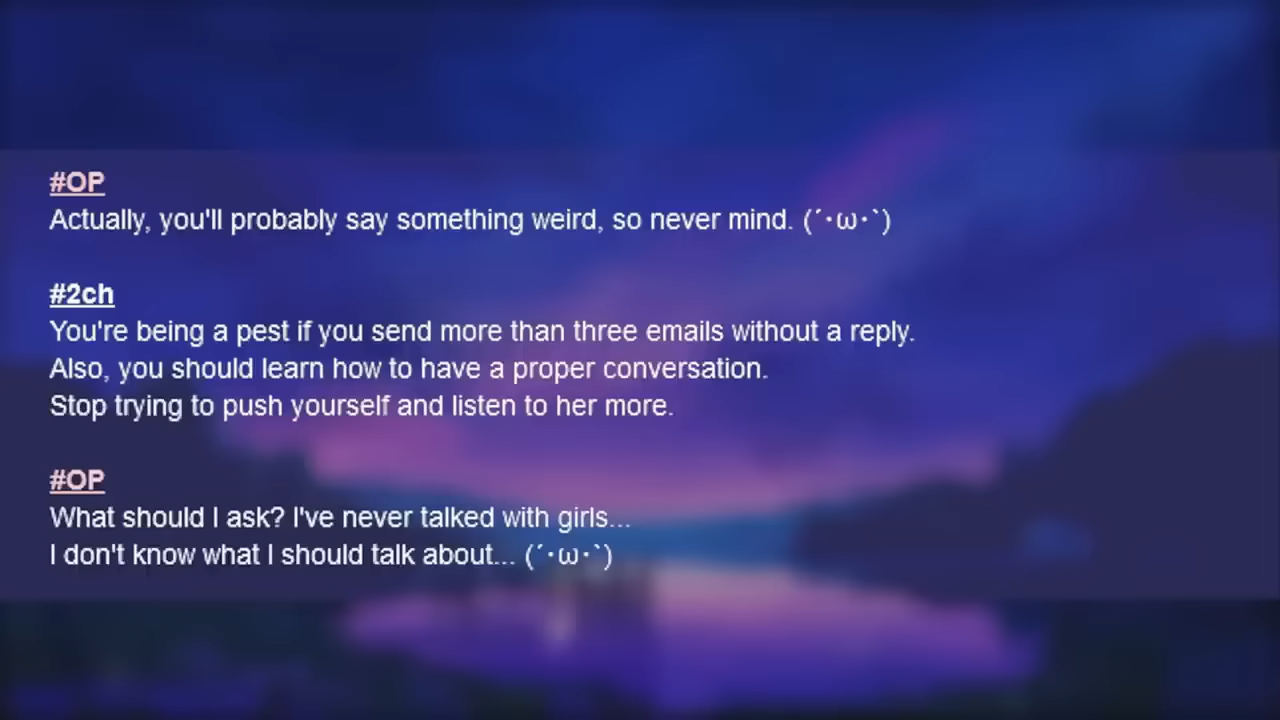 #OP
Actually, you'll probably say something weird, so never mind. (´･ω･`)
#2ch
You're being a pest if you send more than three emails without a reply.
Also, you should learn how to have a proper conversation.
Stop trying to push yourself and listen to her more.
#OP
What should I ask? I've never talked with girls...
I don't know what I should talk about... (´･ω･`)